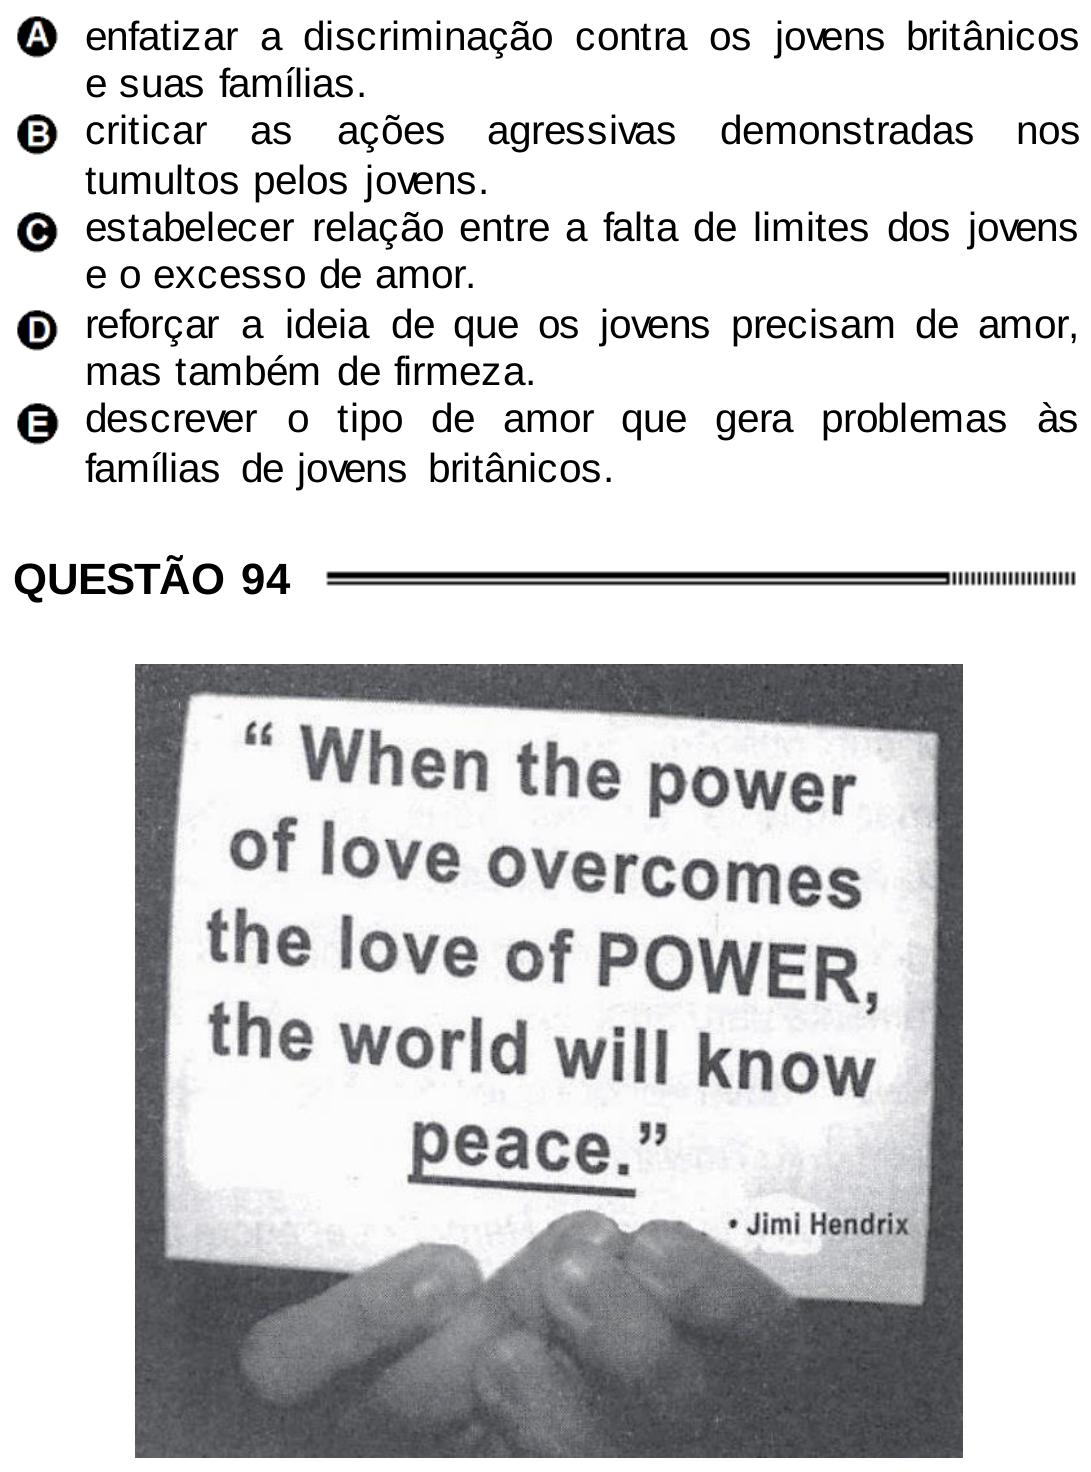 A enfatizar a discriminação contra os jovens britânicos
e suas famílias.
B criticar as ações agressivas demonstradas nos
tumultos pelos jovens.
C estabelecer relação entre a falta de limites dos jovens
e o excesso de amor.
D reforçar a ideia de que os jovens precisam de amor,
mas também de firmeza.
E descrever o tipo de amor que gera problemas às
famílias de jovens britânicos.
QUESTÃO 94
“ When the power
of love overcomes
the love of POWER,
the world will know
peace.”
• Jimi Hendrix